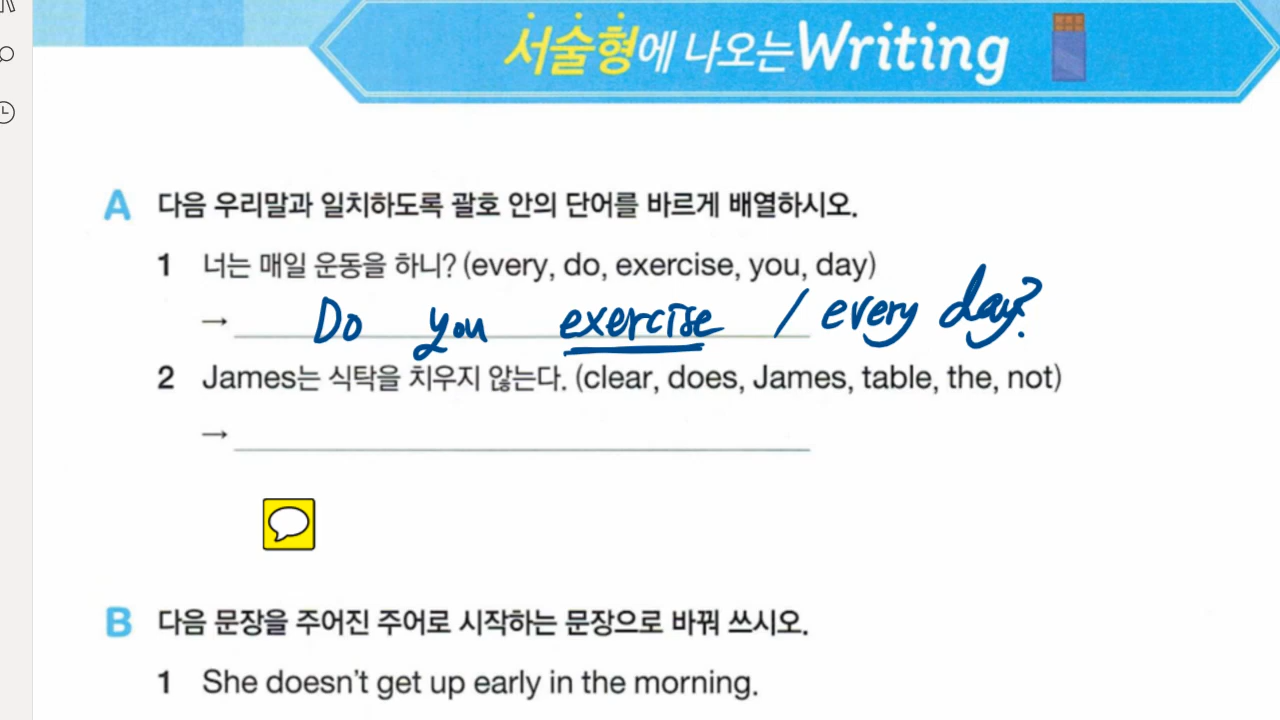 서술형에 나오는 Writing
A 다음 우리말과 일치하도록 괄호 안의 단어를 바르게 배열하시오.
1 너는 매일 운동을 하니? (every, do, exercise, you, day)
→ Do you exercise / every day?
2 James는 식탁을 치우지 않는다. (clear, does, James, table, the, not)
→
B 다음 문장을 주어진 주어로 시작하는 문장으로 바꿔 쓰시오.
1 She doesn't get up early in the morning.